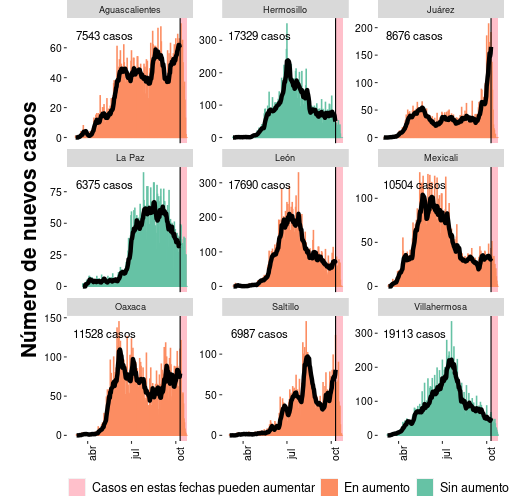 Número de nuevos casos
Aguascalientes
7543 casos
60
40
20
0
Hermosillo
17329 casos
300
200
100
0
Juárez
8676 casos
200
150
100
50
0
La Paz
6375 casos
75
50
25
0
León
17690 casos
300
200
100
0
Mexicali
10504 casos
100
50
0
Oaxaca
11528 casos
150
100
50
0
abr jul oct
Saltillo
6987 casos
100
50
0
abr jul oct
Villahermosa
19113 casos
300
200
100
0
abr jul oct
Casos en estas fechas pueden aumentar En aumento Sin aumento